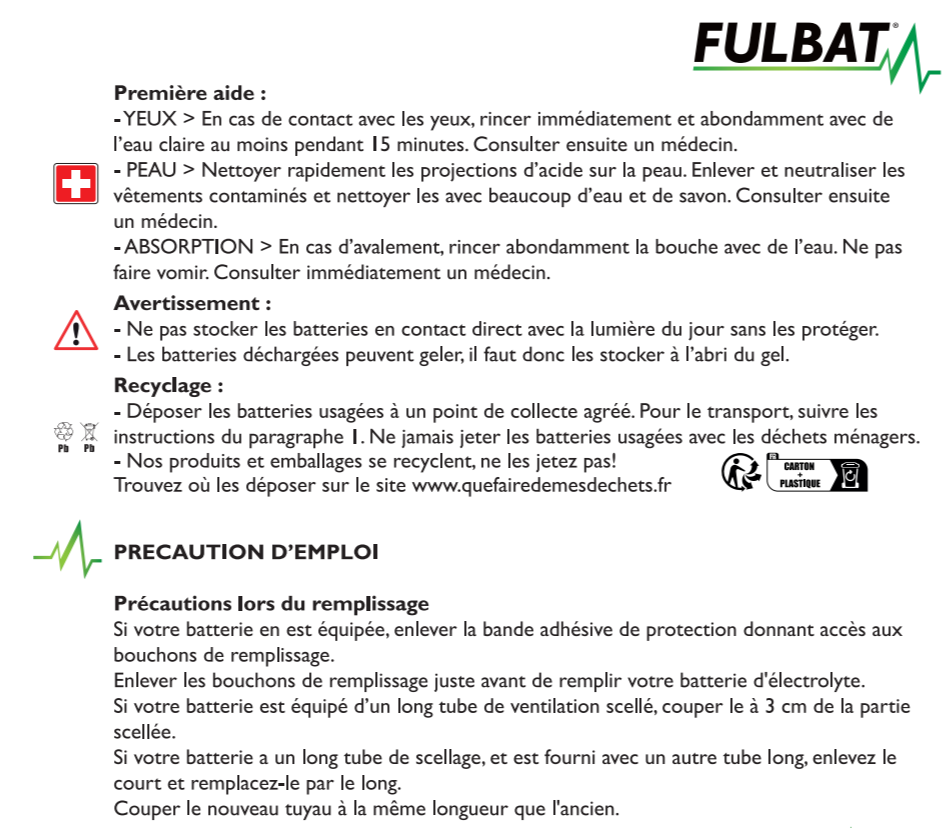 FULBAT®
Première aide :
- YEUX > En cas de contact avec les yeux, rincer immédiatement et abondamment avec de
l’eau claire au moins pendant 15 minutes. Consulter ensuite un médecin.
- PEAU > Nettoyer rapidement les projections d’acide sur la peau. Enlever et neutraliser les
vêtements contaminés et nettoyer les avec beaucoup d’eau et de savon. Consulter ensuite
un médecin.
- ABSORPTION > En cas d’avalement, rincer abondamment la bouche avec de l’eau. Ne pas
faire vomir. Consulter immédiatement un médecin.
Avertissement :
- Ne pas stocker les batteries en contact direct avec la lumière du jour sans les protéger.
- Les batteries déchargées peuvent geler, il faut donc les stocker à l’abri du gel.
Recyclage :
- Déposer les batteries usagées à un point de collecte agréé. Pour le transport, suivre les
Pb Pb
instructions du paragraphe 1. Ne jamais jeter les batteries usagées avec les déchets ménagers.
- Nos produits et emballages se recyclent, ne les jetez pas!
Trouvez où les déposer sur le site www.quefairedemesdechets.fr
FR
CARTON
+
PLASTIQUE
PRECAUTION D’EMPLOI
Précautions lors du remplissage
Si votre batterie en est équipée, enlever la bande adhésive de protection donnant accès aux
bouchons de remplissage.
Enlever les bouchons de remplissage juste avant de remplir votre batterie d'électrolyte.
Si votre batterie est équipé d’un long tube de ventilation scellé, couper le à 3 cm de la partie
scellée.
Si votre batterie a un long tube de scellage, et est fourni avec un autre tube long, enlevez le
court et remplacez-le par le long.
Couper le nouveau tuyau à la même longueur que l'ancien.